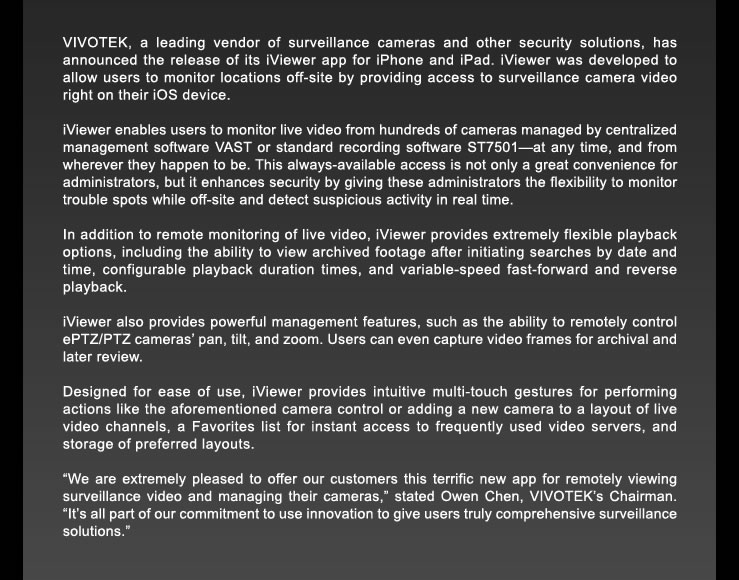 VIVOTEK, a leading vendor of surveillance cameras and other security solutions, has
announced the release of its iViewer app for iPhone and iPad. iViewer was developed to
allow users to monitor locations off-site by providing access to surveillance camera video
right on their iOS device.

iViewer enables users to monitor live video from hundreds of cameras managed by centralized
management software VAST or standard recording software ST7501—at any time, and from
wherever they happen to be. This always-available access is not only a great convenience for
administrators, but it enhances security by giving these administrators the flexibility to monitor
trouble spots while off-site and detect suspicious activity in real time.

In addition to remote monitoring of live video, iViewer provides extremely flexible playback
options, including the ability to view archived footage after initiating searches by date and
time, configurable playback duration times, and variable-speed fast-forward and reverse
playback.

iViewer also provides powerful management features, such as the ability to remotely control
ePTZ/PTZ cameras’ pan, tilt, and zoom. Users can even capture video frames for archival and
later review.

Designed for ease of use, iViewer provides intuitive multi-touch gestures for performing
actions like the aforementioned camera control or adding a new camera to a layout of live
video channels, a Favorites list for instant access to frequently used video servers, and
storage of preferred layouts.

“We are extremely pleased to offer our customers this terrific new app for remotely viewing
surveillance video and managing their cameras,” stated Owen Chen, VIVOTEK’s Chairman.
“It’s all part of our commitment to use innovation to give users truly comprehensive surveillance
solutions.”